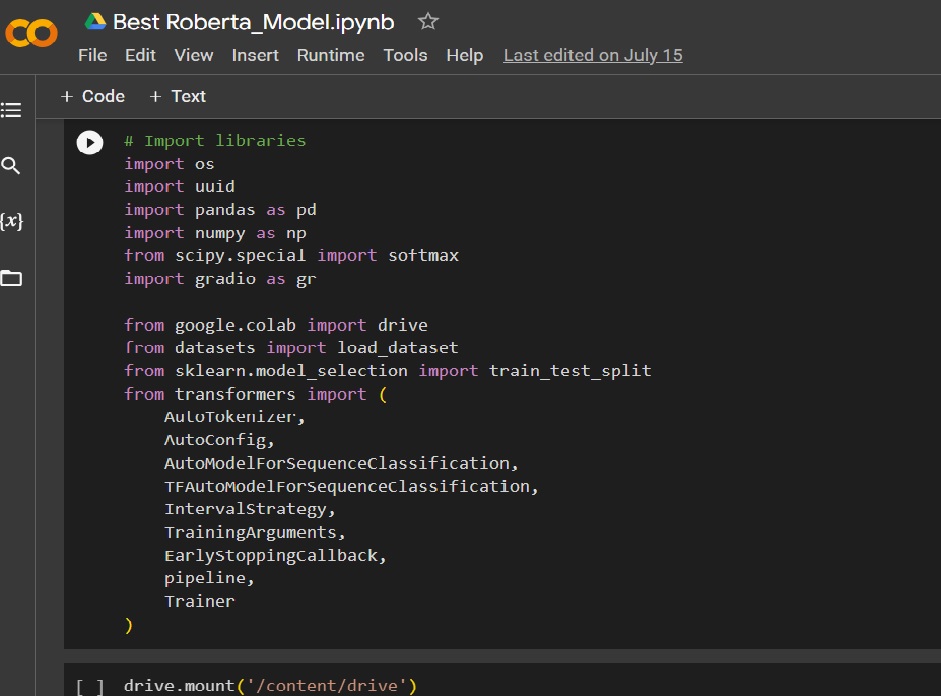 Best Roberta_Model.ipynb
File Edit View Insert Runtime Tools Help Last edited on July 15
+ Code + Text
{x}
# Import libraries
import os
import uuid
import pandas as pd
import numpy as np
from scipy.special import softmax
import gradio as gr
from google.colab import drive
from datasets import load_dataset
from sklearn.model_selection import train_test_split
from transformers import (
    AutoTokenizer,
    AutoConfig,
    AutoModelForSequenceClassification,
    TFAutoModelForSequenceClassification,
    IntervalStrategy,
    TrainingArguments,
    EarlyStoppingCallback,
    pipeline,
    Trainer
)
[ ] drive.mount('/content/drive')